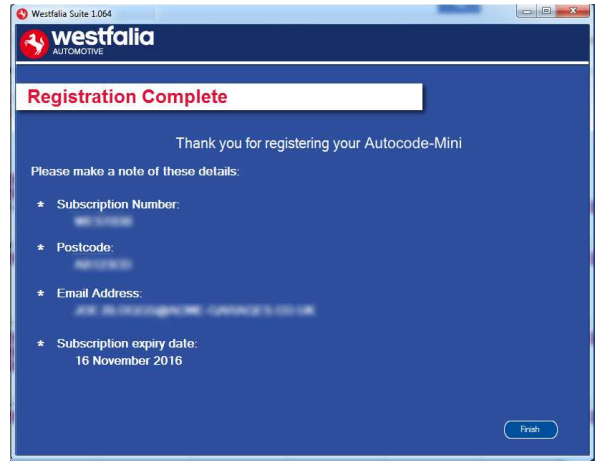 Westfalia Suite 1.064
westfalia
AUTOMOTIVE
Registration Complete
Thank you for registering your Autocode-Mini
Please make a note of these details:
* Subscription Number:
* Postcode:
* Email Address:
* Subscription expiry date:
16 November 2016
Finish